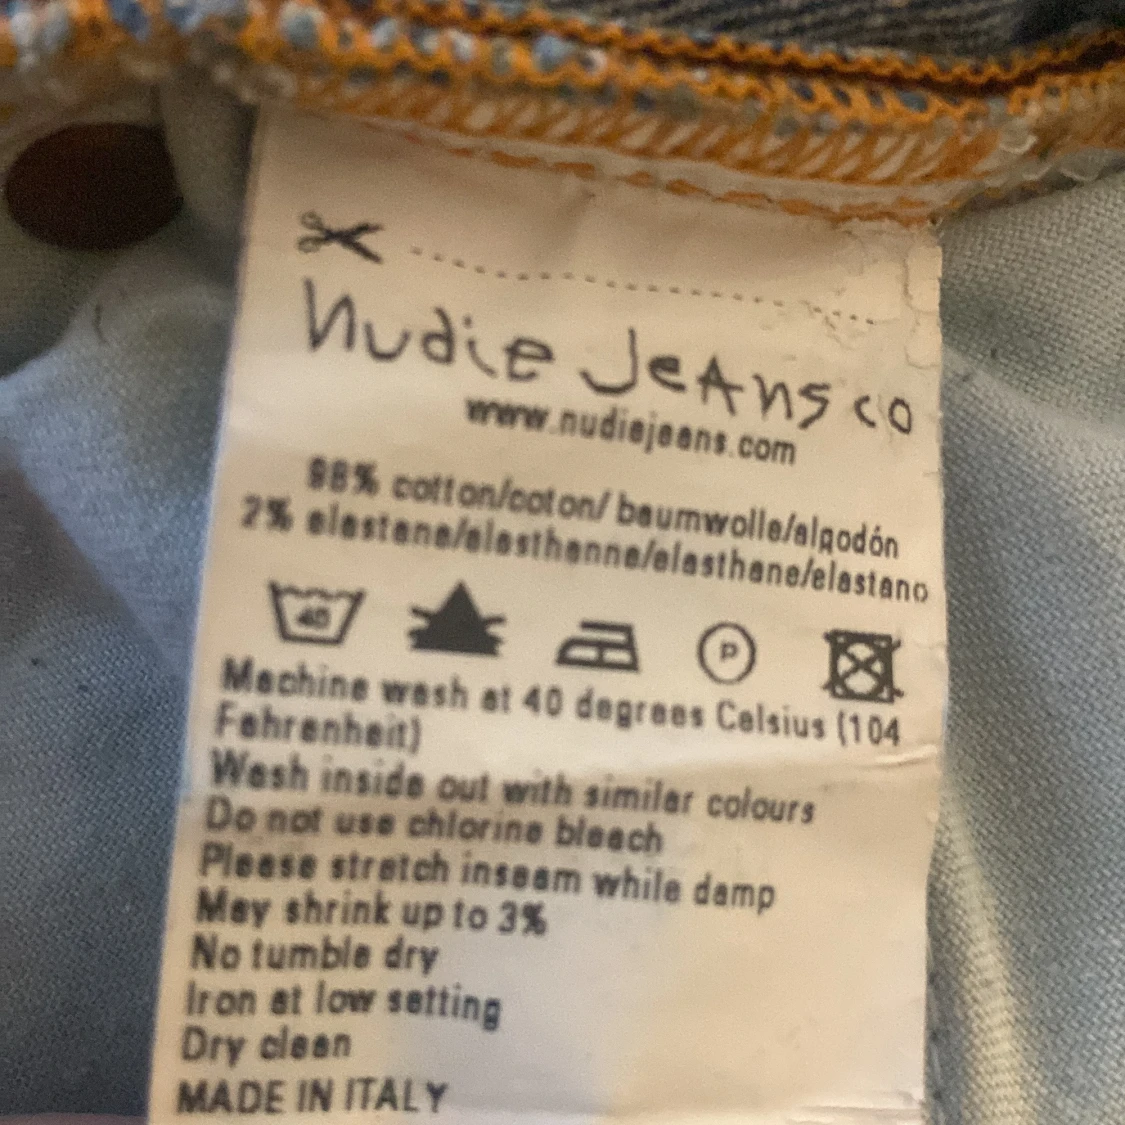 Nudie Jeans co
www.nudiejeans.com
98% cotton/coton/ baumwolle/algodón
2% elastane/elasthanne/elasthane/elastano
40
P
Machine wash at 40 degrees Celsius (104
Fahrenheit)
Wash inside out with similar colours
Do not use chlorine bleach
Please stretch inseam while damp
May shrink up to 3%
No tumble dry
Iron at low setting
Dry clean
MADE IN ITALY